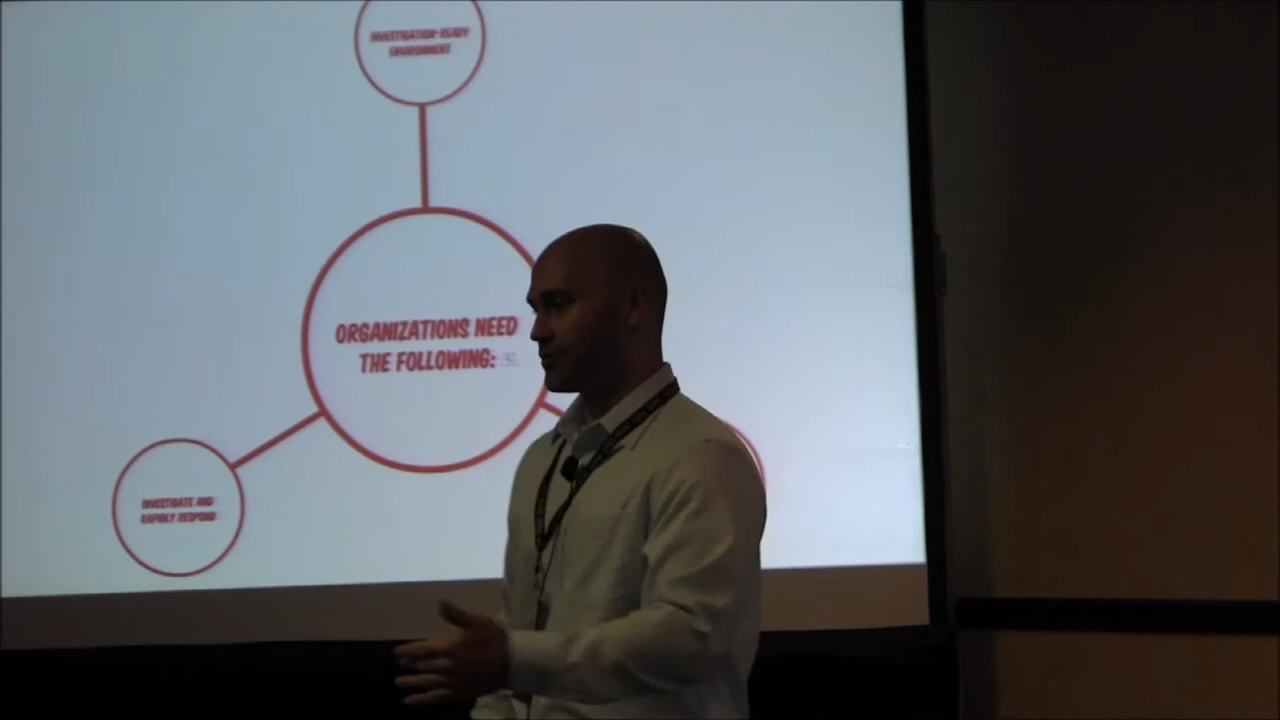 INVESTIGATION-READY
ENVIRONMENT
ORGANIZATIONS NEED
THE FOLLOWING:
INVESTIGATE AND
RAPIDLY RESPOND